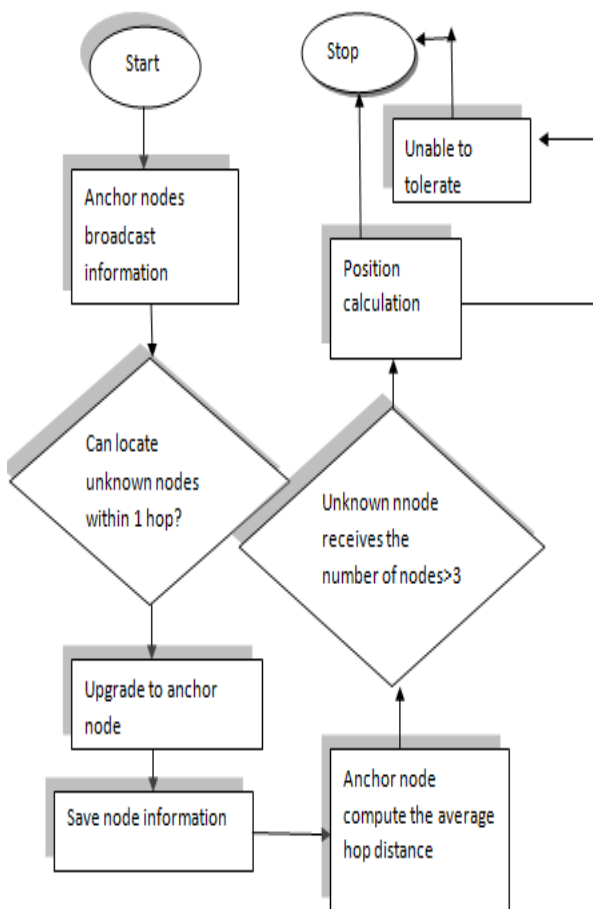 Start
Anchor nodes
broadcast
information
Can locate
unknown nodes
within 1 hop?
Upgrade to anchor
node
Save node information
Anchor node
compute the average
hop distance
Unknown nnode
receives the
number of nodes>3
Position
calculation
Unable to
tolerate
Stop